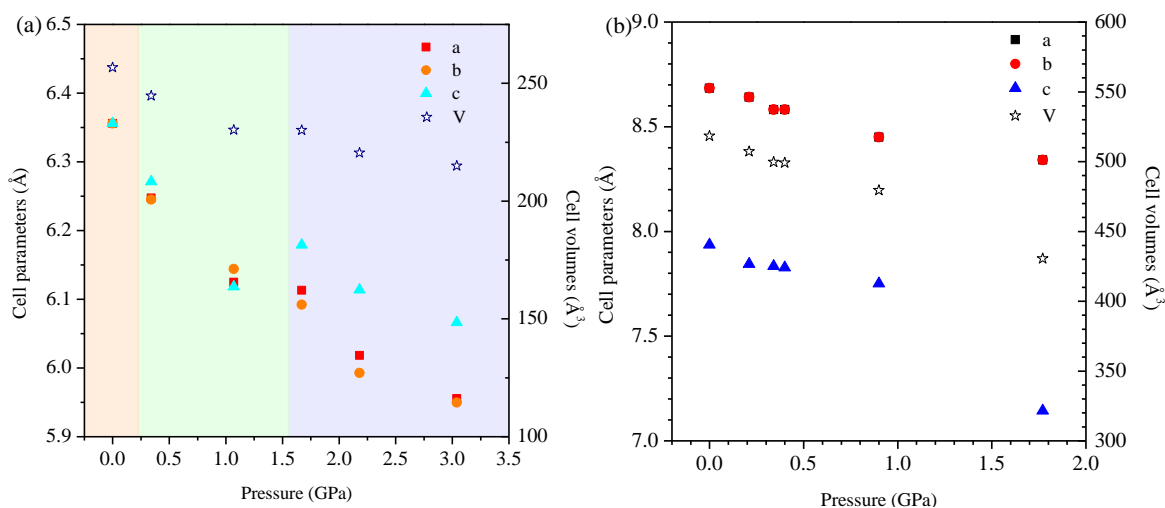 (a)
6.5
6.4
6.3
6.2
6.1
6.0
5.9
Cell parameters (Å)
a
b
c
V
250
200
150
100
Cell volumes (Å3)
0.0 0.5 1.0 1.5 2.0 2.5 3.0 3.5
Pressure (GPa)
(b)
9.0
8.5
8.0
7.5
7.0
Cell parameters (Å)
a
b
c
V
600
550
500
450
400
350
300
Cell volumes (Å3)
0.0 0.5 1.0 1.5 2.0
Pressure (GPa)